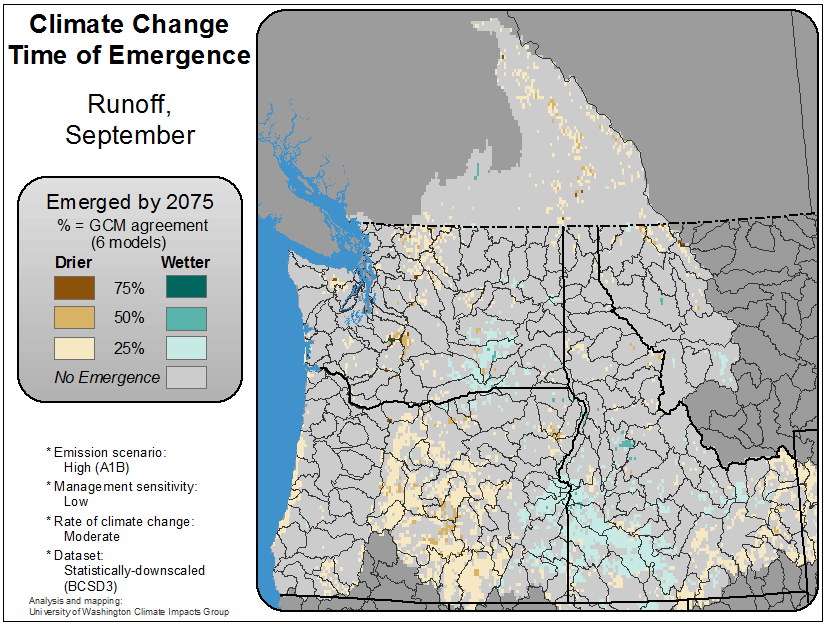 Climate Change
Time of Emergence
Runoff,
September
Emerged by 2075
% = GCM agreement
(6 models)
Drier Wetter
75%
50%
25%
No Emergence
* Emission scenario:
High (A1B)
* Management sensitivity:
Low
* Rate of climate change:
Moderate
* Dataset:
Statistically-downscaled
(BCSD3)
Analysis and mapping:
University of Washington Climate Impacts Group